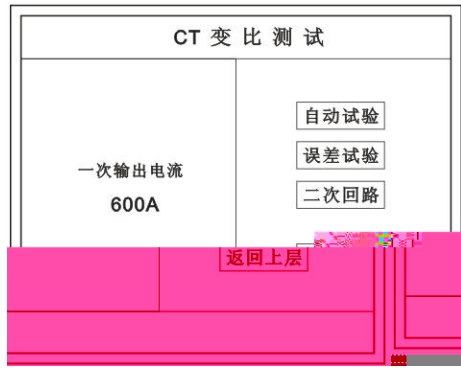 CT 变 比 测 试
自动试验
误差试验
一次输出电流
二次回路
600A
返回上层